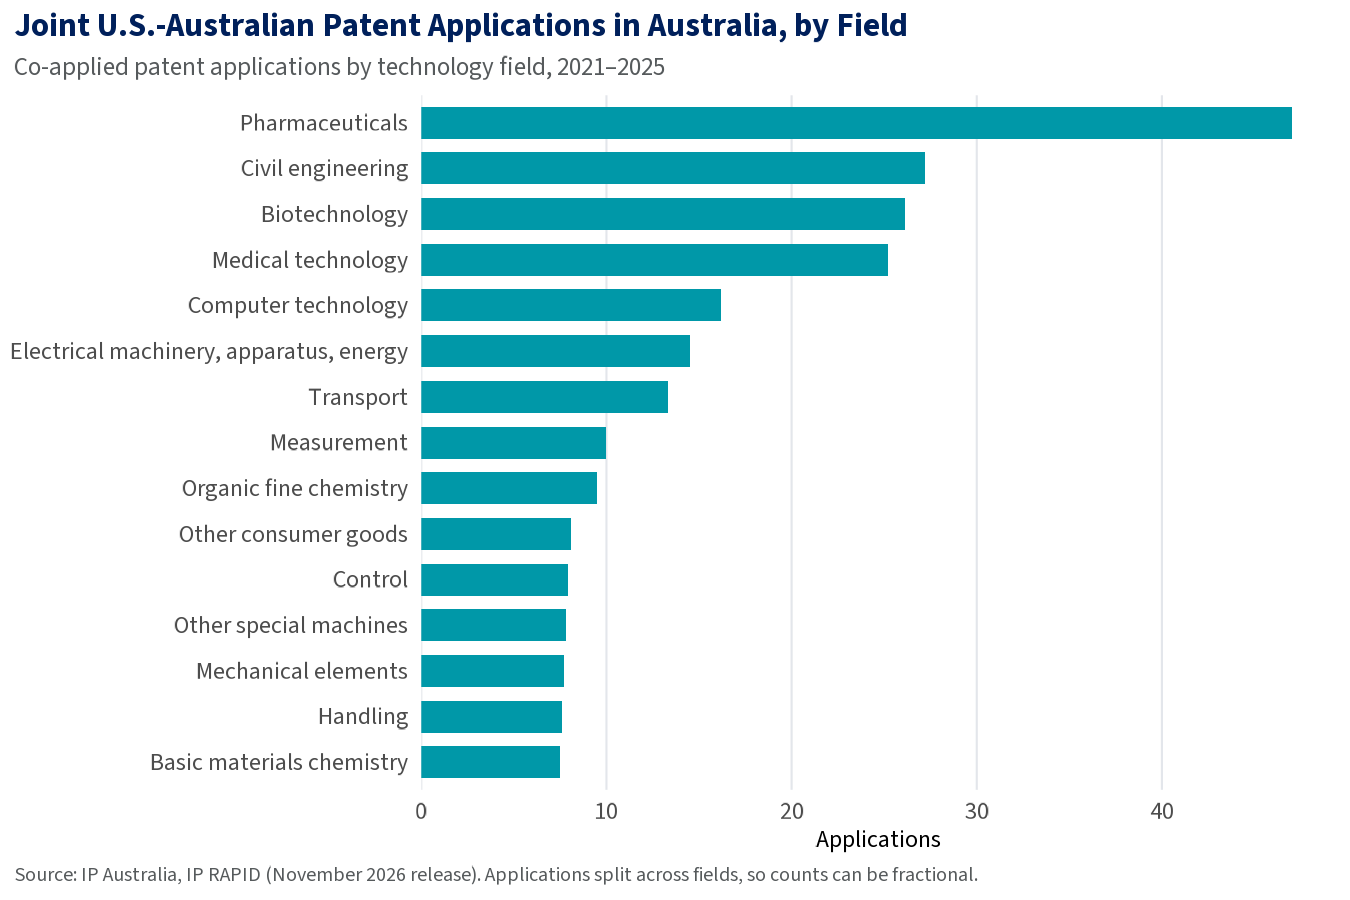 Joint U.S.-Australian Patent Applications in Australia, by Field
Co-applied patent applications by technology field, 2021–2025
Pharmaceuticals
Civil engineering
Biotechnology
Medical technology
Computer technology
Electrical machinery, apparatus, energy
Transport
Measurement
Organic fine chemistry
Other consumer goods
Control
Other special machines
Mechanical elements
Handling
Basic materials chemistry
0 10 20 30 40
Applications
Source: IP Australia, IP RAPID (November 2026 release). Applications split across fields, so counts can be fractional.